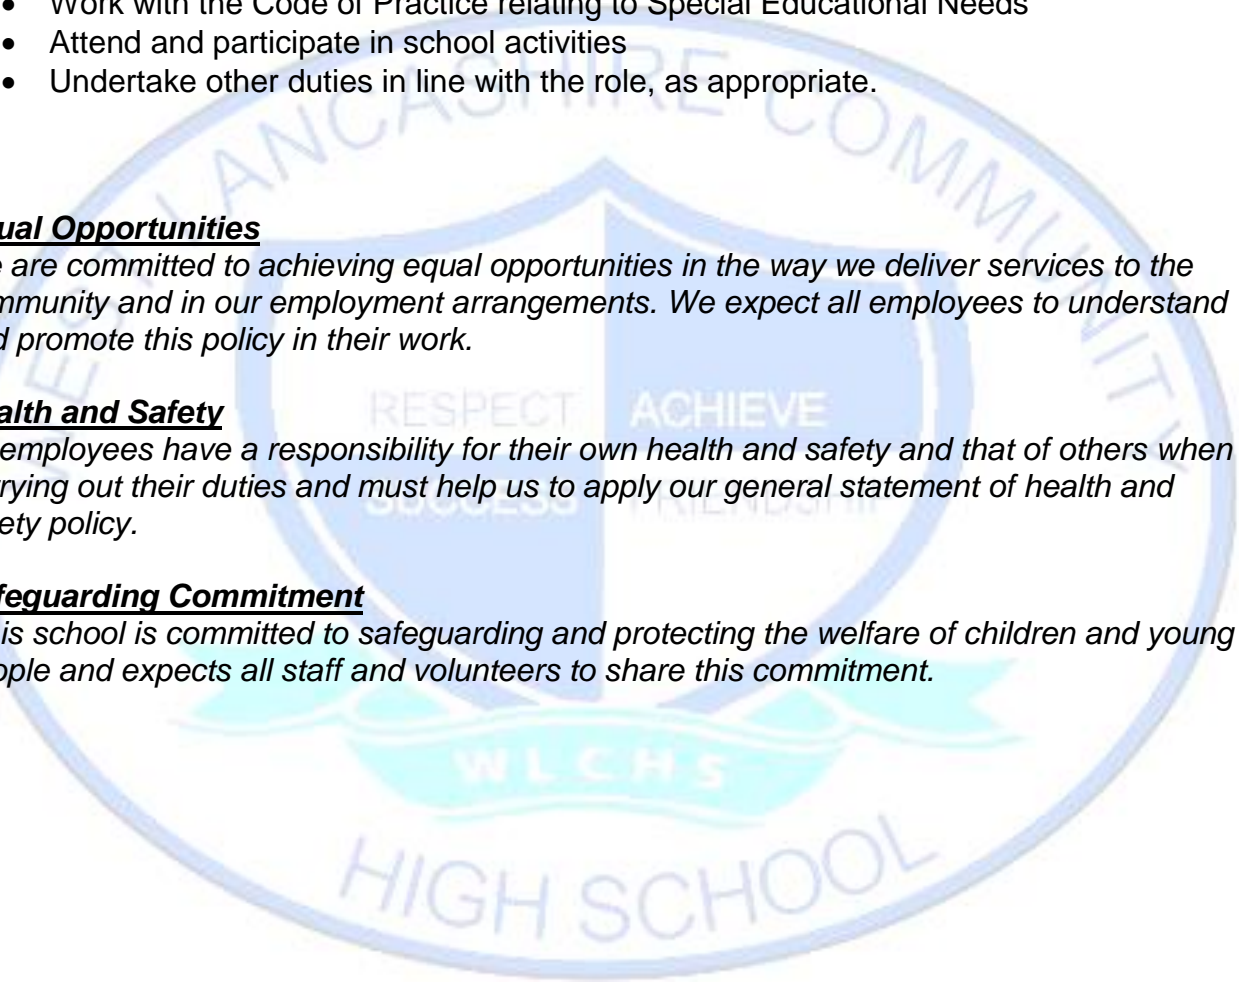 • Work with the Code of Practice relating to Special Educational Needs
• Attend and participate in school activities
• Undertake other duties in line with the role, as appropriate.
ual Opportunities
e are committed to achieving equal opportunities in the way we deliver services to the
mmunity and in our employment arrangements. We expect all employees to understand
d promote this policy in their work.
alth and Safety
employees have a responsibility for their own health and safety and that of others when
rying out their duties and must help us to apply our general statement of health and
ety policy.
feguarding Commitment
is school is committed to safeguarding and protecting the welfare of children and young
ople and expects all staff and volunteers to share this commitment.
WEST LANCASHIRE COMMUNITY
RESPECT ACHIEVE
SUCCESS FRIENDSHIP
WLCHS
HIGH SCHOOL